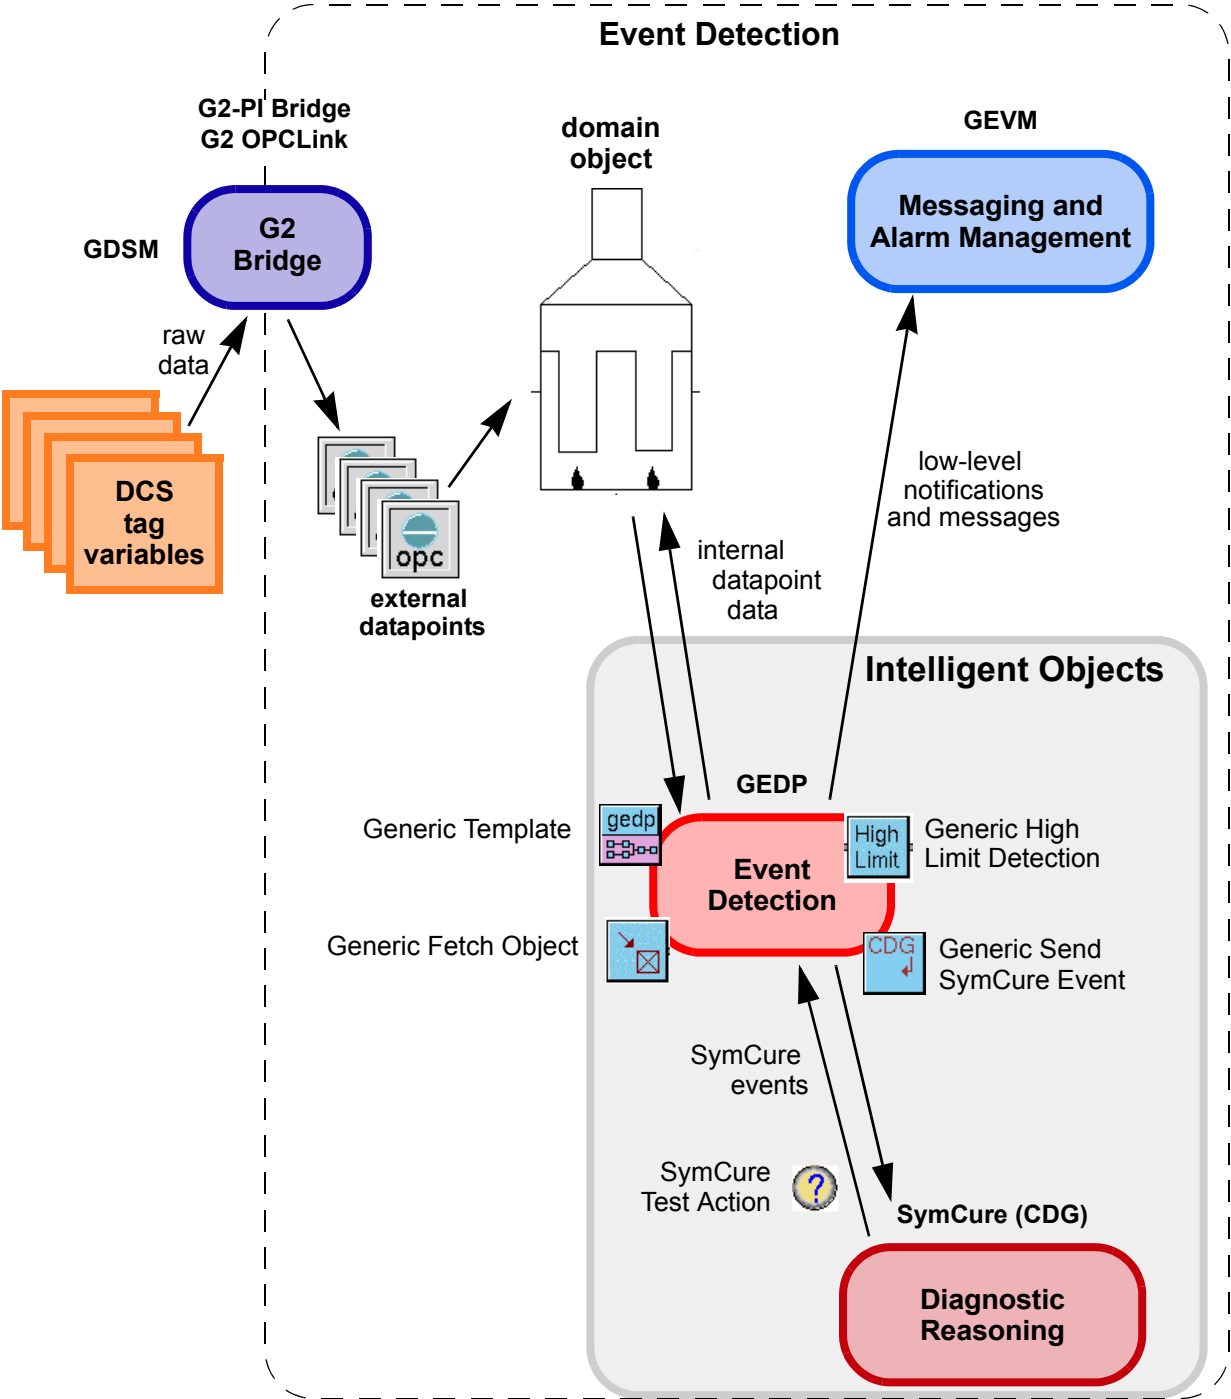 Event Detection
G2-PI Bridge
G2 OPCLink
GDSM
G2
Bridge
domain
object
GEVM
Messaging and
Alarm Management
raw
data
DCS
tag
variables
opc
external
datapoints
internal
datapoint
data
low-level
notifications
and messages
Intelligent Objects
GEDP
Generic Template
gedp
Event
Detection
High
Limit
Generic High
Limit Detection
Generic Fetch Object
CDG
Generic Send
SymCure Event
SymCure
events
SymCure
Test Action
?
SymCure (CDG)
Diagnostic
Reasoning